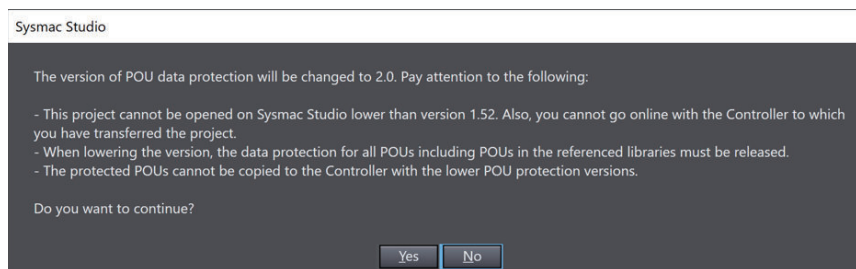 Sysmac Studio
The version of POU data protection will be changed to 2.0. Pay attention to the following:
- This project cannot be opened on Sysmac Studio lower than version 1.52. Also, you cannot go online with the Controller to which
you have transferred the project.
- When lowering the version, the data protection for all POUs including POUs in the referenced libraries must be released.
- The protected POUs cannot be copied to the Controller with the lower POU protection versions.
Do you want to continue?
Yes No